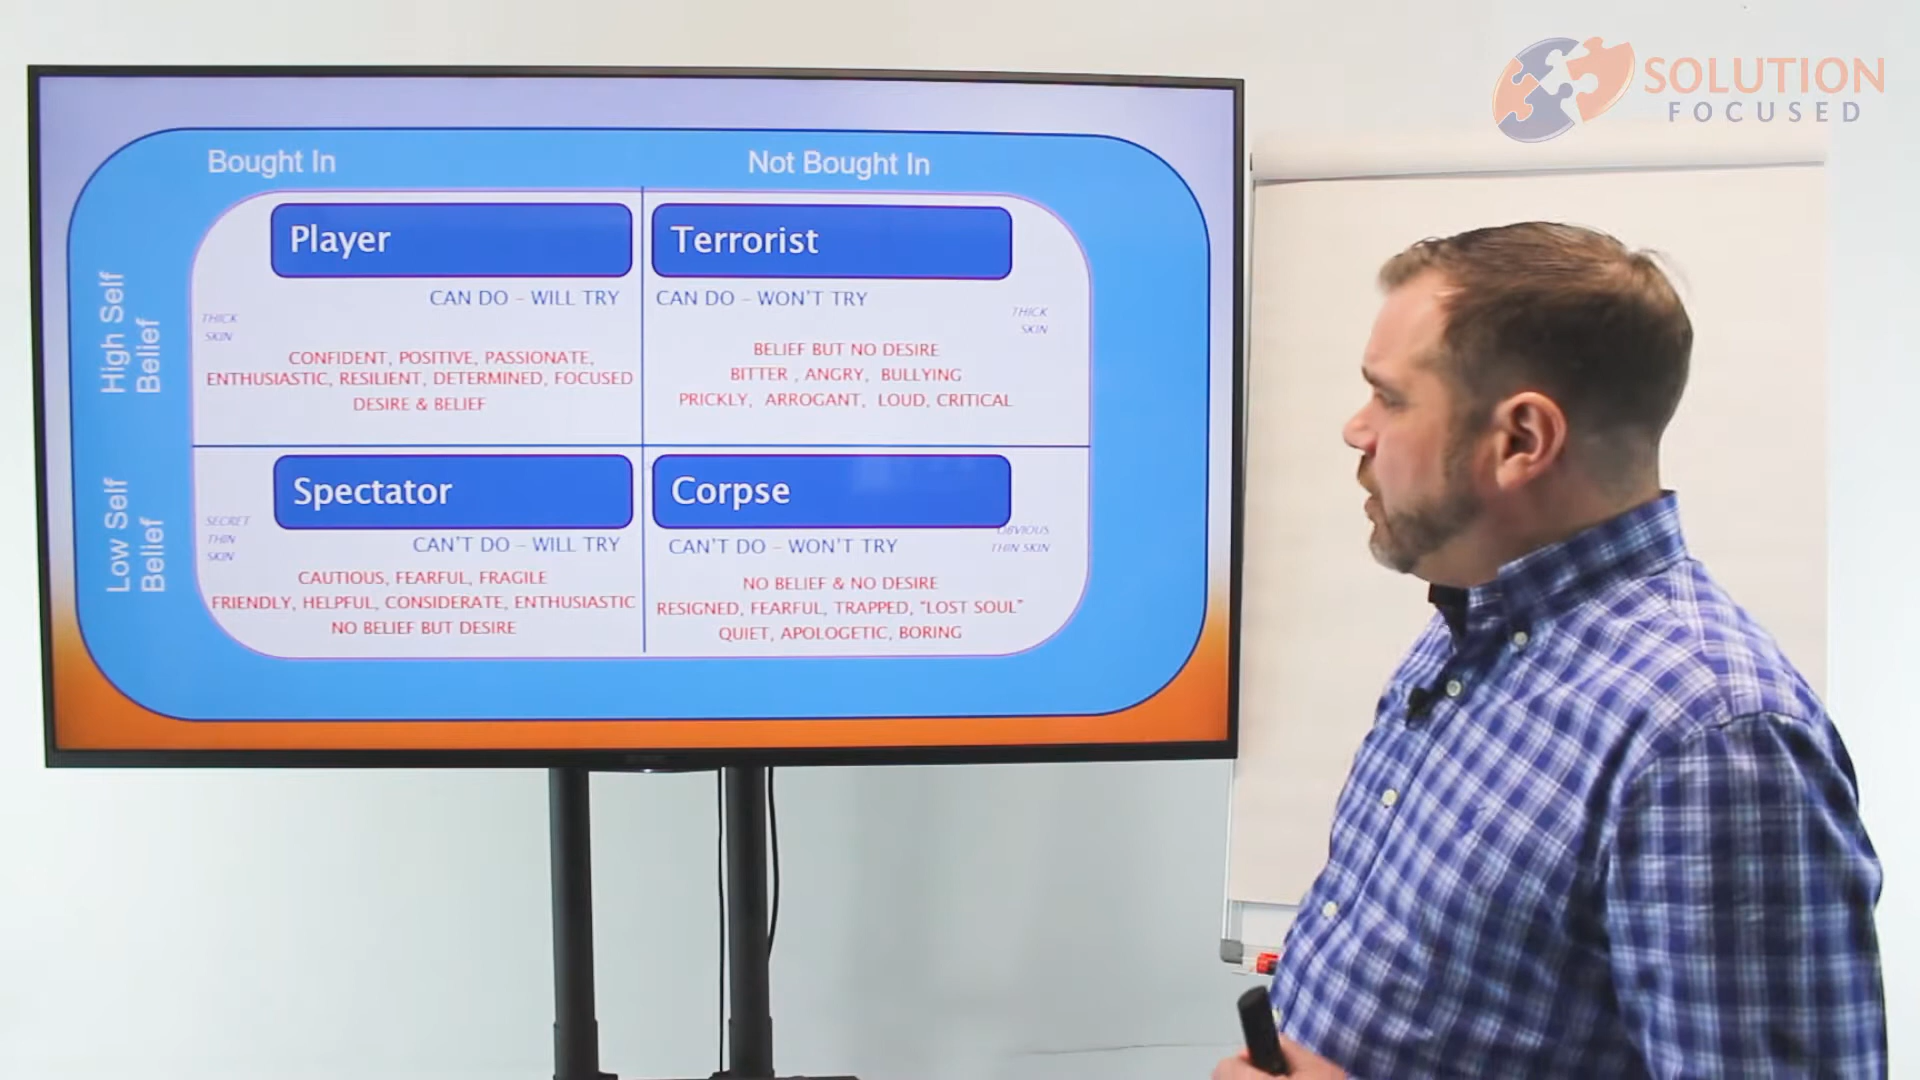 SOLUTION
FOCUSED
Bought In
Not Bought In
High Self
Belief
Low Self
Belief
Player
CAN DO – WILL TRY
THICK
SKIN
CONFIDENT, POSITIVE, PASSIONATE,
ENTHUSIASTIC, RESILIENT, DETERMINED, FOCUSED
DESIRE & BELIEF
Terrorist
CAN DO – WON'T TRY
THICK
SKIN
BELIEF BUT NO DESIRE
BITTER , ANGRY, BULLYING
PRICKLY, ARROGANT, LOUD, CRITICAL
Spectator
SECRET
THIN
SKIN
CAN'T DO – WILL TRY
CAUTIOUS, FEARFUL, FRAGILE
FRIENDLY, HELPFUL, CONSIDERATE, ENTHUSIASTIC
NO BELIEF BUT DESIRE
Corpse
OBVIOUS
THIN SKIN
CAN'T DO – WON'T TRY
NO BELIEF & NO DESIRE
RESIGNED, FEARFUL, TRAPPED, "LOST SOUL"
QUIET, APOLOGETIC, BORING